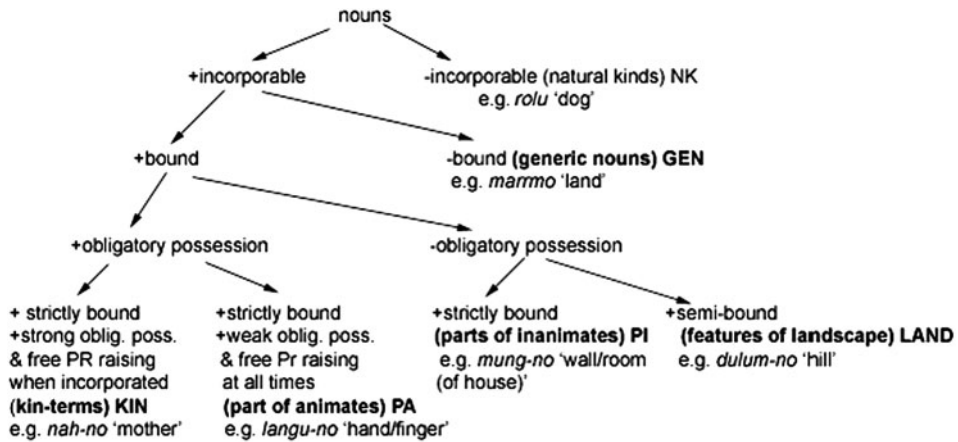 nouns
+incorporable
-incorporable (natural kinds) NK
e.g. rolu ‘dog’
+bound
-bound (generic nouns) GEN
e.g. marrmo ‘land’
+obligatory possession
-obligatory possession
+ strictly bound
+strong oblig. poss.
& free PR raising
when incorporated
(kin-terms) KIN
e.g. nah-no ‘mother’
+strictly bound
+weak oblig. poss.
& free Pr raising
at all times
(part of animates) PA
e.g. langu-no ‘hand/finger’
+strictly bound
(parts of inanimates) PI
e.g. mung-no ‘wall/room
(of house)’
+semi-bound
(features of landscape) LAND
e.g. dulum-no ‘hill’